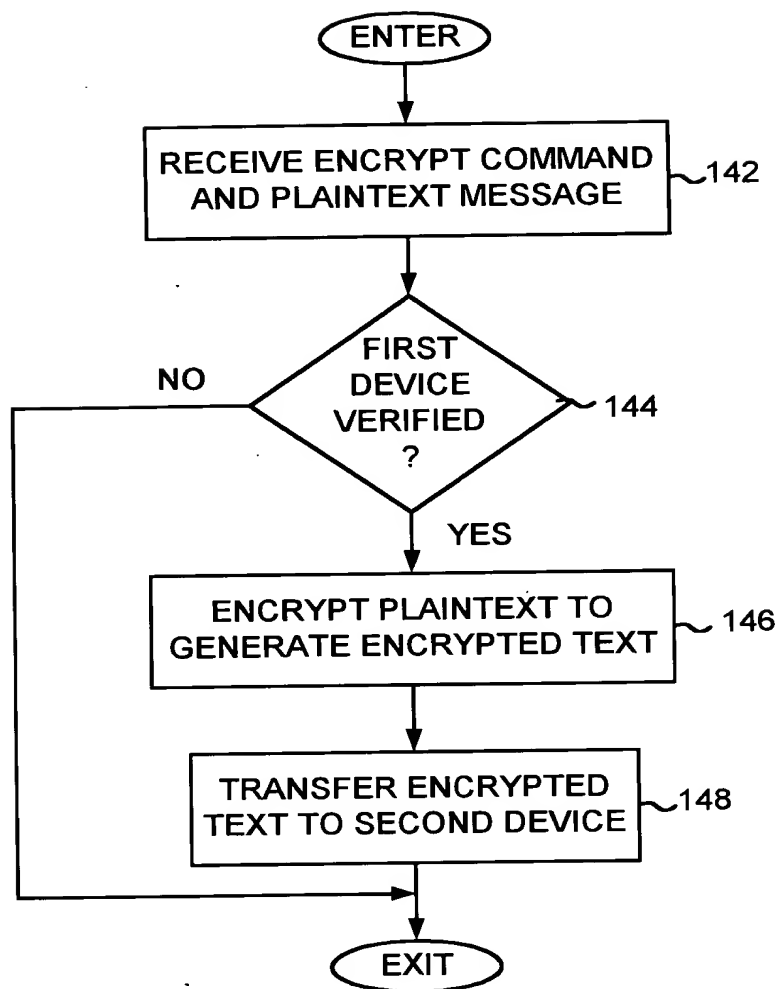 ENTER
RECEIVE ENCRYPT COMMAND
AND PLAINTEXT MESSAGE
142
FIRST
DEVICE
VERIFIED
?
144
NO
YES
ENCRYPT PLAINTEXT TO
GENERATE ENCRYPTED TEXT
146
TRANSFER ENCRYPTED
TEXT TO SECOND DEVICE
148
EXIT